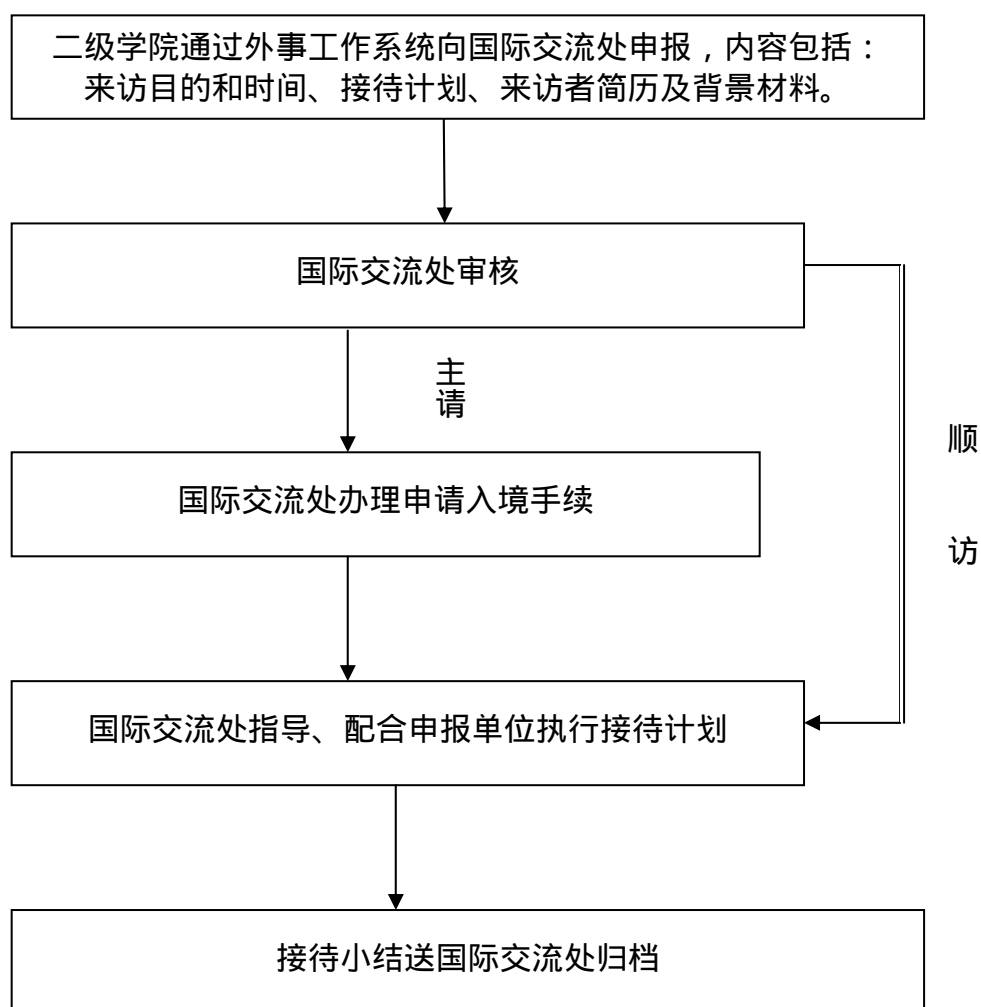 二级学院通过外事工作系统向国际交流处申报，内容包括：
来访目的和时间、接待计划、来访者简历及背景材料。
国际交流处审核
主
请
顺
访
国际交流处办理申请入境手续
国际交流处指导、配合申报单位执行接待计划
接待小结送国际交流处归档